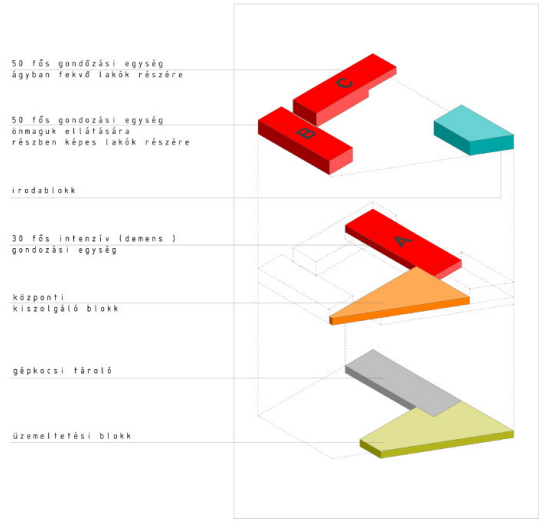 50 fős gondőzási egység
ágyban fekvő lakók részére
C
50 fős gondozási egység
önmaguk ellátására
részben képes lakók részére
B
irodablokk
30 fős intenzív (demens )
gondozási egység
A
központi
kiszolgáló blokk
gépkocsi tároló
üzemeltetési blokk